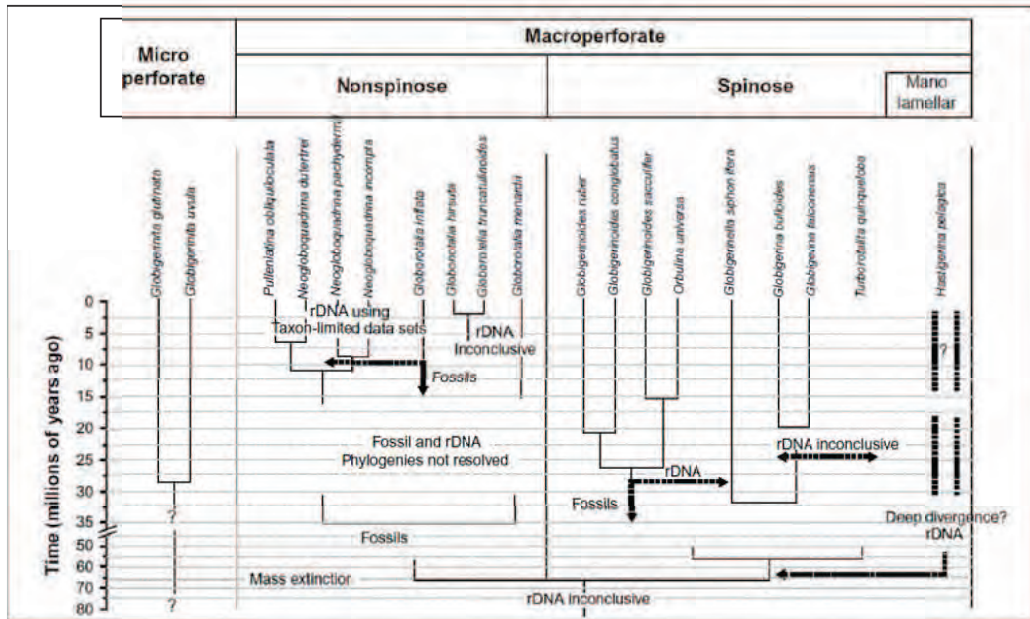 Micro
perforate
Macroperforate
Nonspinose
Spinose
Mano
lamellar
Globigerinita glutinata
Globigerinita uvula
Pulleniatina obliquiloculata
Neogloboquadrina dutertrei
Neogloboquadrina pachyderma
Neogloboquadrina incompta
Globorotalia inflata
Globorotalia hirsuta
Globorotalia truncatulinoides
Globoralia menardii
Globigerinoides ruber
Globigerinoides conglobatus
Globigerinoides sacculifer
Orbulina universa
Globigerinella siphonifera
Globigerina bulloides
Globigerina falconensis
Turborotalita quinqueloba
Hastigerina pelagica
Time (millions of years ago)
0
5
10
15
20
25
30
35
50
60
65
70
80
rDNA using
Taxon-limited data sets
rDNA
Inconclusive
Fossils
?
Fossil and rDNA
Phylogenies not resolved
rDNA inconclusive
rDNA
Fossils
?
Deep divergence?
rDNA
Fossils
Mass extinction
?
rDNA inconclusive